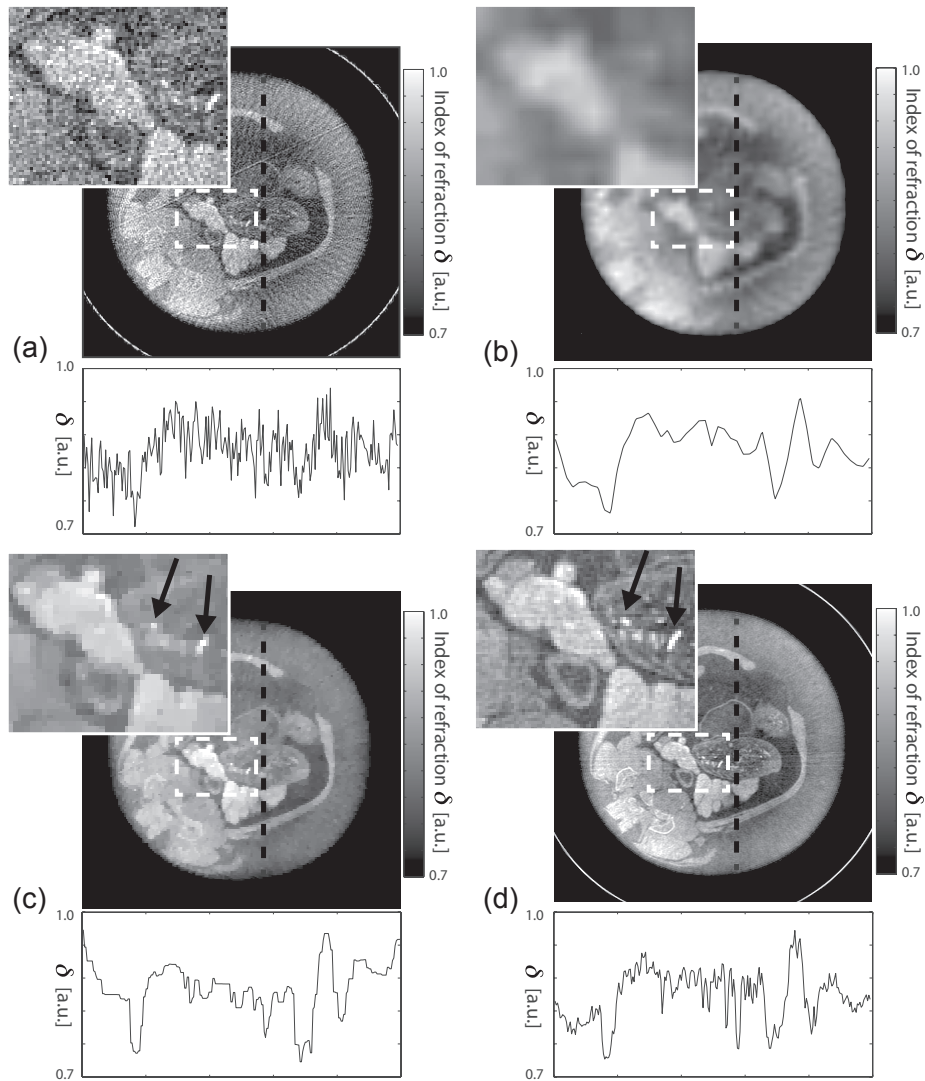 1.0
Index of refraction δ [a.u.]
0.7
(a)
1.0
δ [a.u.]
0.7
1.0
Index of refraction δ [a.u.]
0.7
(b)
1.0
δ [a.u.]
0.7
1.0
Index of refraction δ [a.u.]
0.7
(c)
1.0
δ [a.u.]
0.7
1.0
Index of refraction δ [a.u.]
0.7
(d)
1.0
δ [a.u.]
0.7